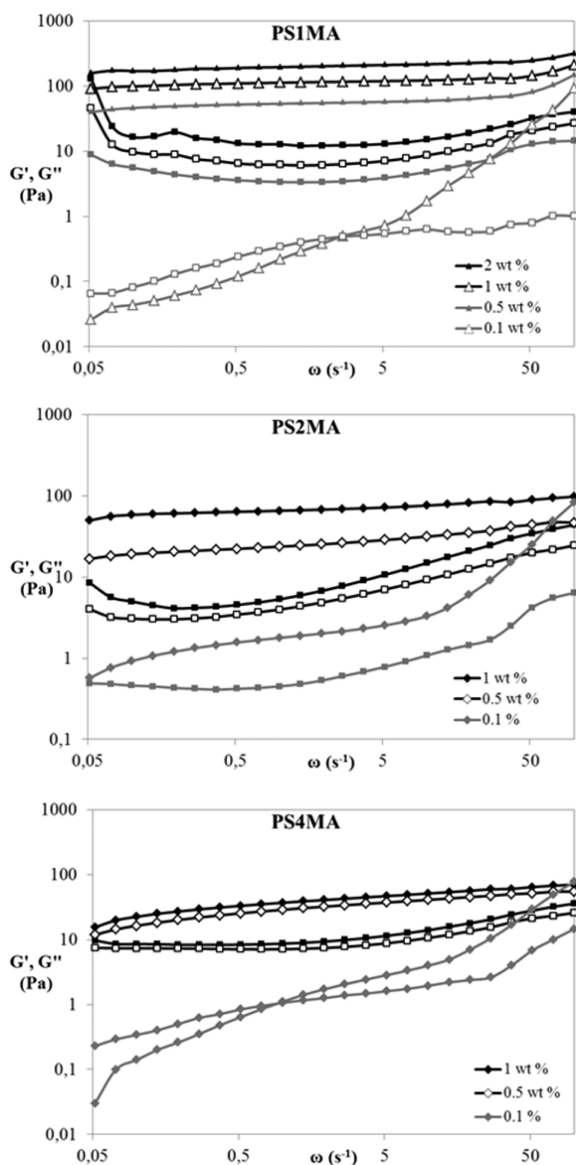 PS1MA
1000
100
10
G', G"
(Pa)
1
0,1
0,01
0,05
0,5
ω (s⁻¹)
5
50
2 wt %
1 wt %
0.5 wt %
0.1 wt %
PS2MA
1000
100
G', G"
(Pa)
10
1
0,1
0,05
0,5
ω (s⁻¹)
5
50
1 wt %
0.5 wt %
0.1 %
PS4MA
1000
100
G', G"
(Pa)
10
1
0,1
0,01
0,05
0,5
ω (s⁻¹)
5
50
1 wt %
0.5 wt %
0.1 %